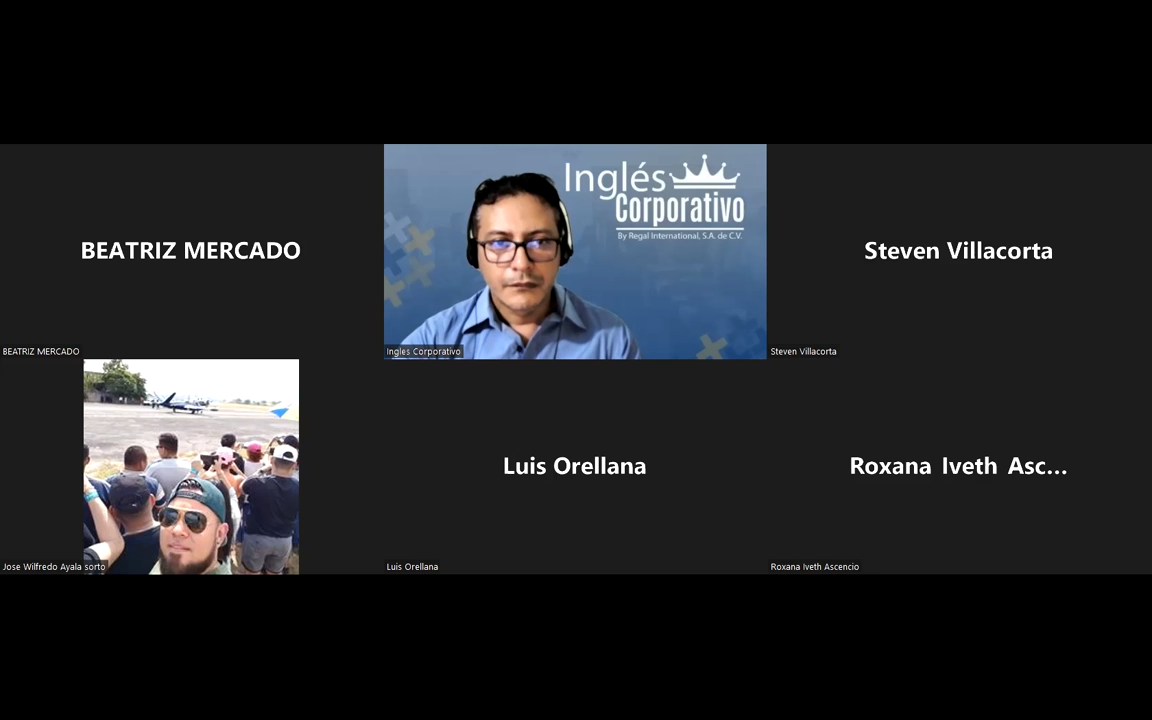 BEATRIZ MERCADO
BEATRIZ MERCADO
Inglés
Corporativo
By Regal International, S.A. de C.V.
Ingles Corporativo
Steven Villacorta
Steven Villacorta
Jose Wilfredo Ayala sorto
Luis Orellana
Luis Orellana
Roxana Iveth Asc...
Roxana Iveth Ascencio